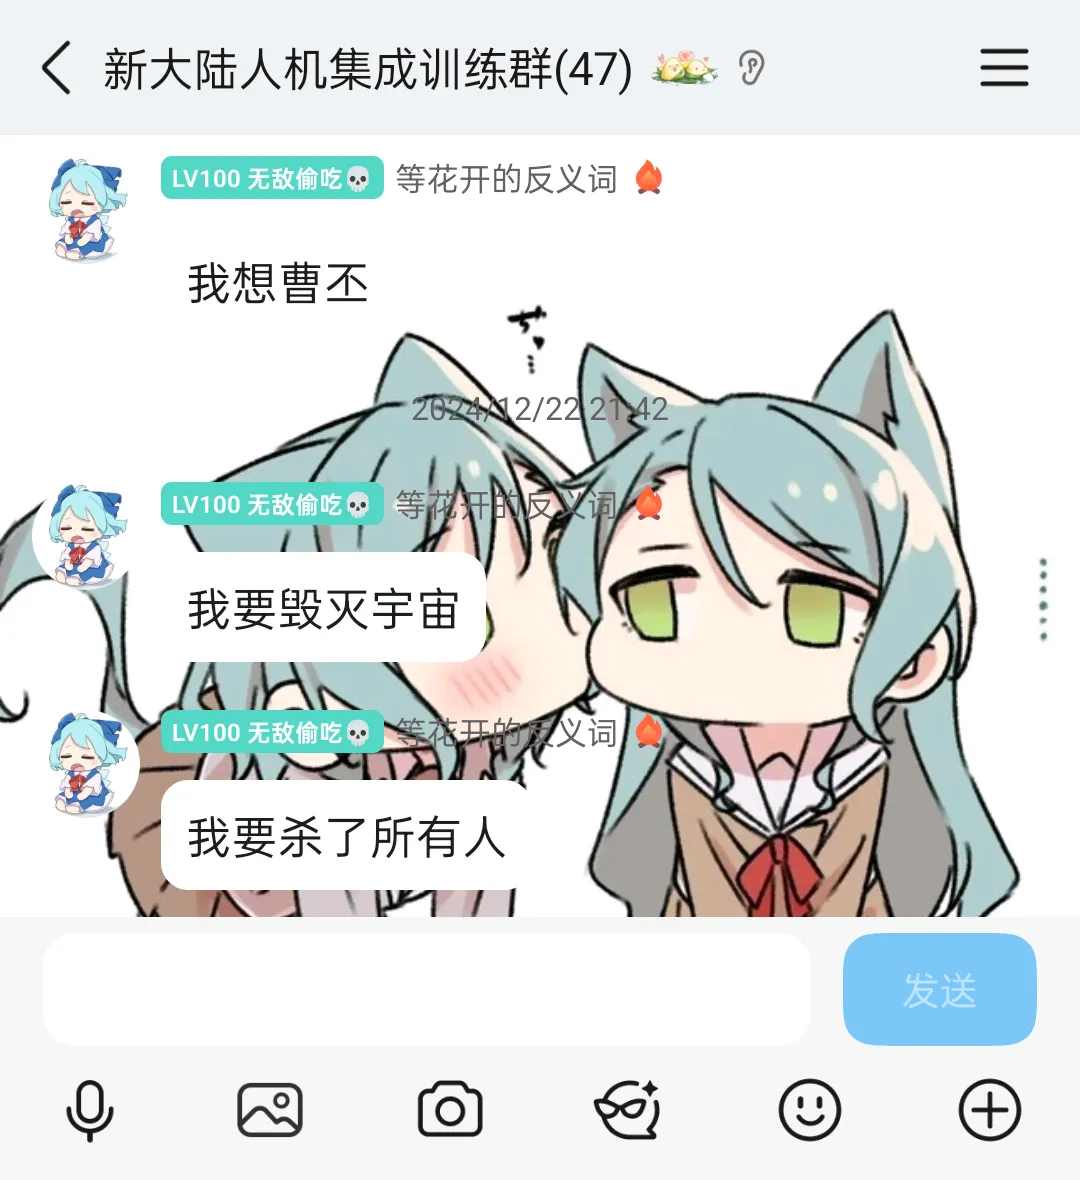 新大陆人机集成训练群(47)
LV100 无敌偷吃💀 等花开的反义词 🔥
我想曹丕
2024/12/22 21:42
LV100 无敌偷吃💀 等花开的反义词 🔥
我要毁灭宇宙
LV100 无敌偷吃💀 等花开的反义词 🔥
我要杀了所有人
发送